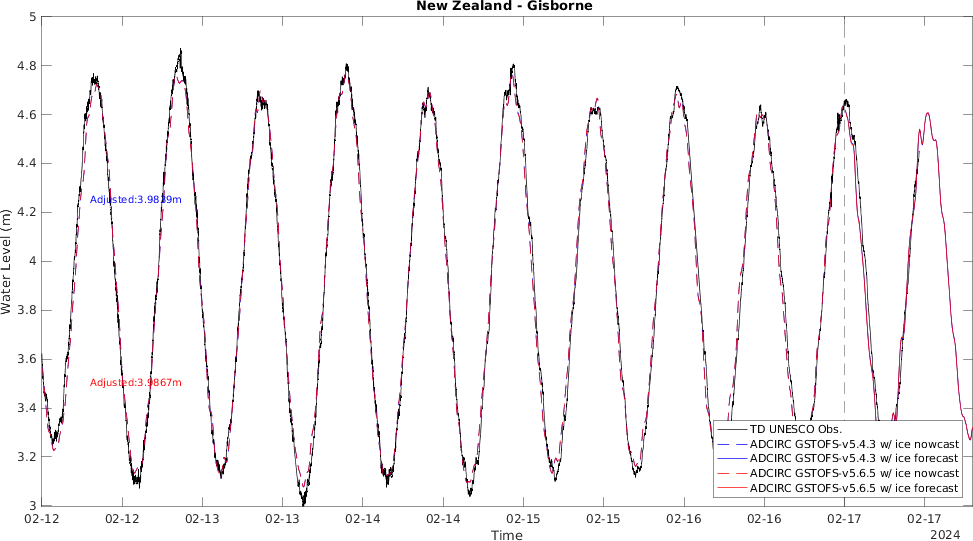 New Zealand - Gisborne
5
4.8
4.6
4.4
4.2
4
3.8
3.6
3.4
3.2
3
Water Level (m)
Adjusted:3.9839m
Adjusted:3.9867m
TD UNESCO Obs.
ADCIRC GSTOFS-v5.4.3 w/ ice nowcast
ADCIRC GSTOFS-v5.4.3 w/ ice forecast
ADCIRC GSTOFS-v5.6.5 w/ ice nowcast
ADCIRC GSTOFS-v5.6.5 w/ ice forecast
02-12 02-12 02-13 02-13 02-14 02-14 02-15 02-15 02-16 02-16 02-17 02-17
Time
2024